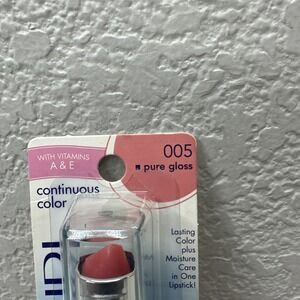 WITH VITAMINS
A & E
005
pure gloss
continuous
color
Lasting
Color
plus
Moisture
Care
in One
Lipstick!